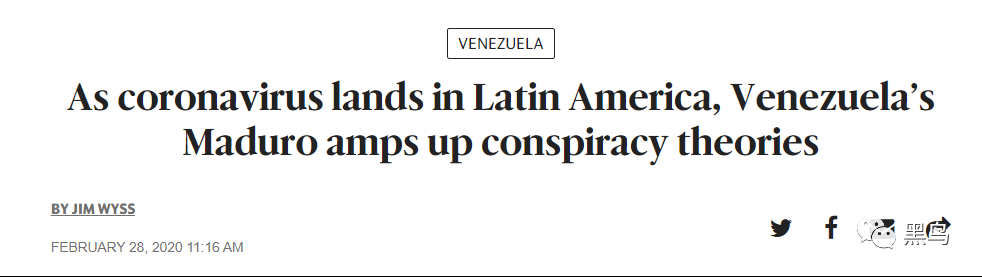 VENEZUELA
As coronavirus lands in Latin America, Venezuela’s
Maduro amps up conspiracy theories
BY JIM WYSS
FEBRUARY 28, 2020 11:16 AM
黑鸟